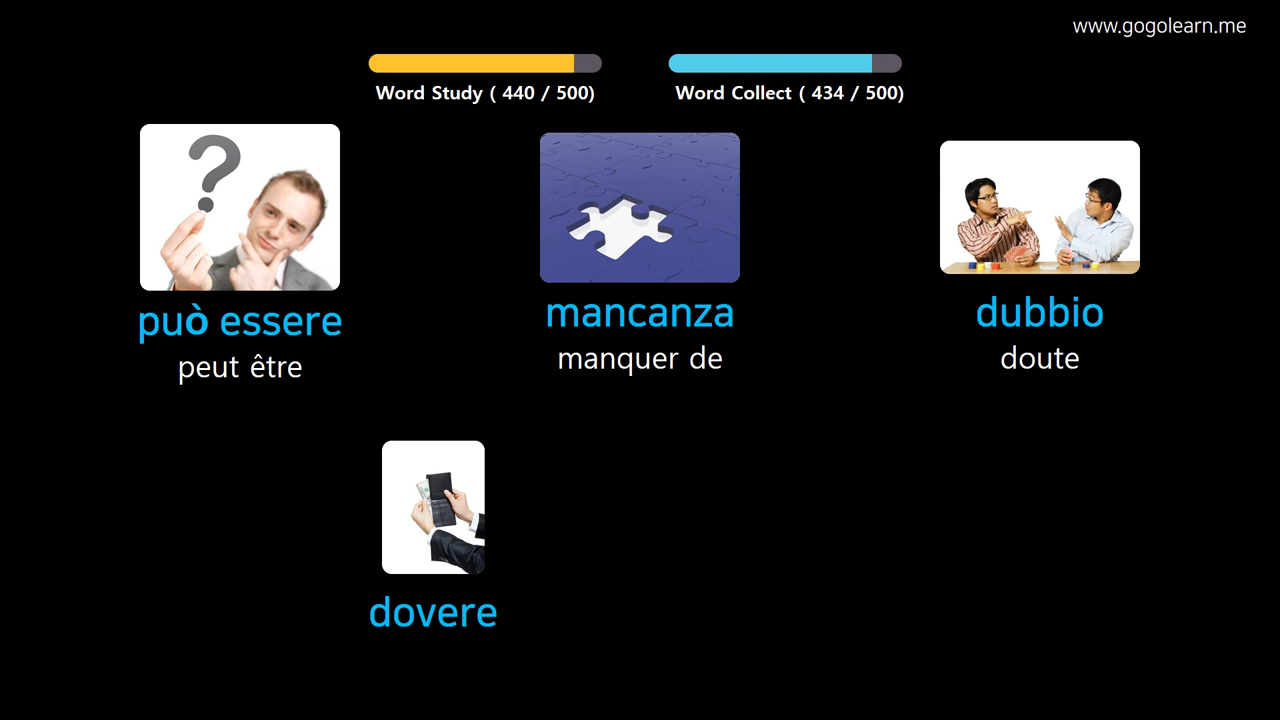 www.gogolearn.me
Word Study ( 440 / 500)
Word Collect ( 434 / 500)
?
può essere
peut être
mancanza
manquer de
dubbio
doute
dovere